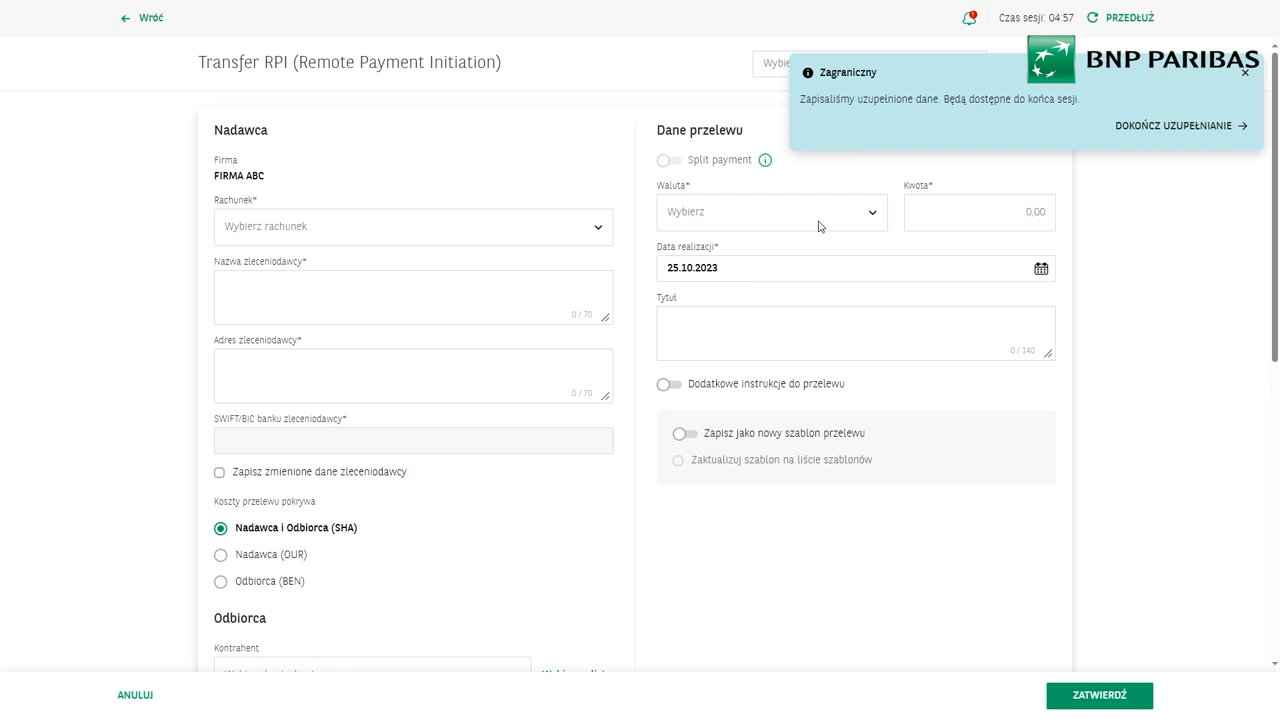 Wróć
Czas sesji: 04:57
PRZEDŁUŻ
Transfer RPI (Remote Payment Initiation)
BNP PARIBAS
Zagraniczny
Zapisaliśmy uzupełnione dane. Będą dostępne do końca sesji.
DOKOŃCZ UZUPEŁNIANIE
Nadawca
Firma
FIRMA ABC
Rachunek*
Wybierz rachunek
Nazwa zleceniodawcy*
0 / 70
Adres zleceniodawcy*
0 / 70
SWIFT/BIC banku zleceniodawcy*
Zapisz zmienione dane zleceniodawcy
Koszty przelewu pokrywa
Nadawca i Odbiorca (SHA)
Nadawca (OUR)
Odbiorca (BEN)
Odbiorca
Kontrahent
Dane przelewu
Split payment
Waluta*
Wybierz
Kwota*
0,00
Data realizacji*
25.10.2023
Tytuł
0 / 140
Dodatkowe instrukcje do przelewu
Zapisz jako nowy szablon przelewu
Zaktualizuj szablon na liście szablonów
ANULUJ
ZATWIERDŹ